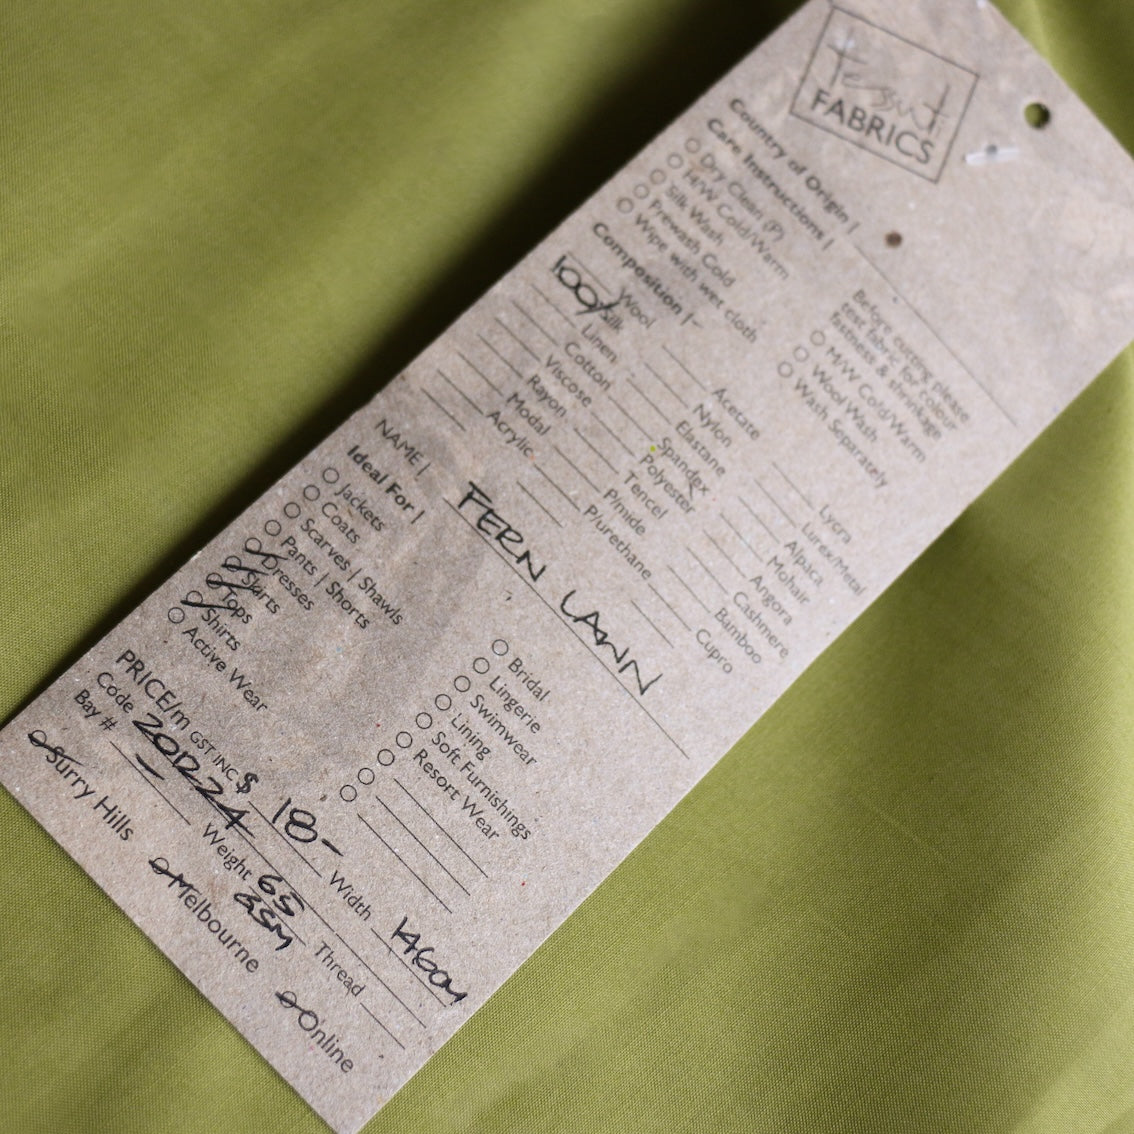 tessuti
FABRICS
Country of Origin |
Care Instructions |
Dry Clean (P)
H/W Cold/Warm
Silk Wash
Prewash Cold
Wipe with wet cloth
Before cutting please
test fabric for colour
fastness & shrinkage
M/W Cold/Warm
Wool Wash
Wash Separately
Composition |-
Wool
100% Silk
Linen
Cotton
Viscose
Rayon
Modal
Acrylic
Acetate
Nylon
Elastane
Spandex
Polyester
Tencel
P/mide
P/urethane
Lycra
Lurex/Metal
Alpaca
Mohair
Angora
Cashmere
Bamboo
Cupro
NAME | FERN LAWN
Ideal For |
Jackets
Coats
Scarves | Shawls
Pants | Shorts
Dresses
Skirts
Tops
Shirts
Active Wear
Bridal
Lingerie
Swimwear
Lining
Soft Furnishings
Resort Wear
PRICE/m GST INC $ 18- Width
Code 201224 Weight 65 GSM Thread
Bay # -
Surry Hills
Melbourne
Online